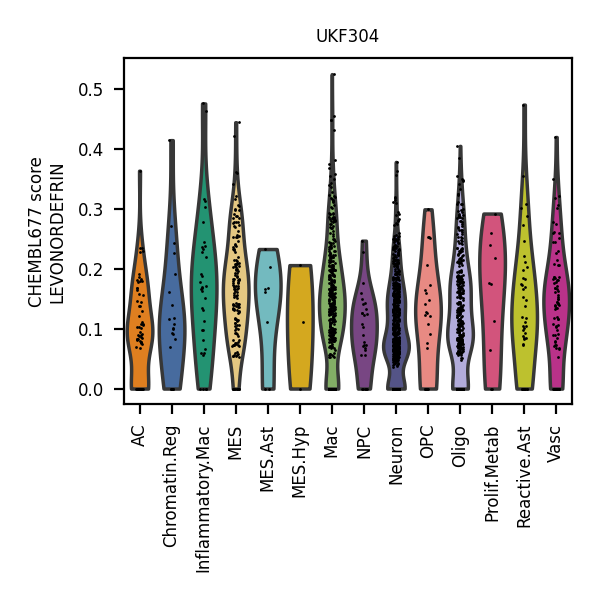 UKF304
CHEMBL677 score
LEVONORDEFRIN
0.5
0.4
0.3
0.2
0.1
0.0
AC
Chromatin.Reg
Inflammatory.Mac
MES
MES.Ast
MES.Hyp
Mac
NPC
Neuron
OPC
Oligo
Prolif.Metab
Reactive.Ast
Vasc